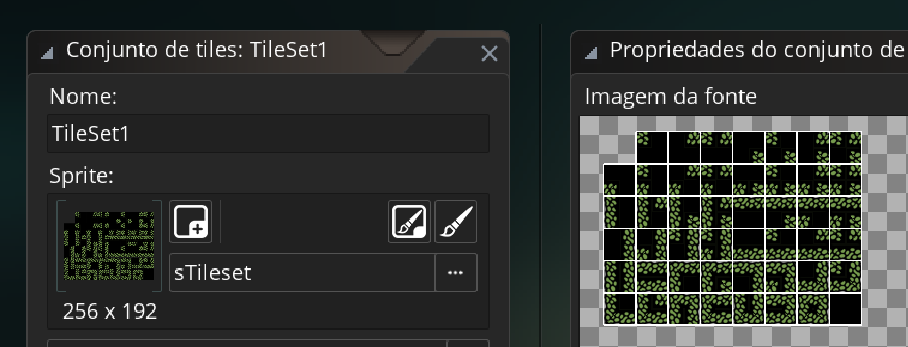 Conjunto de tiles: TileSet1
Propriedades do conjunto de
Nome:
Imagem da fonte
TileSet1
Sprite:
sTileset
...
256 x 192